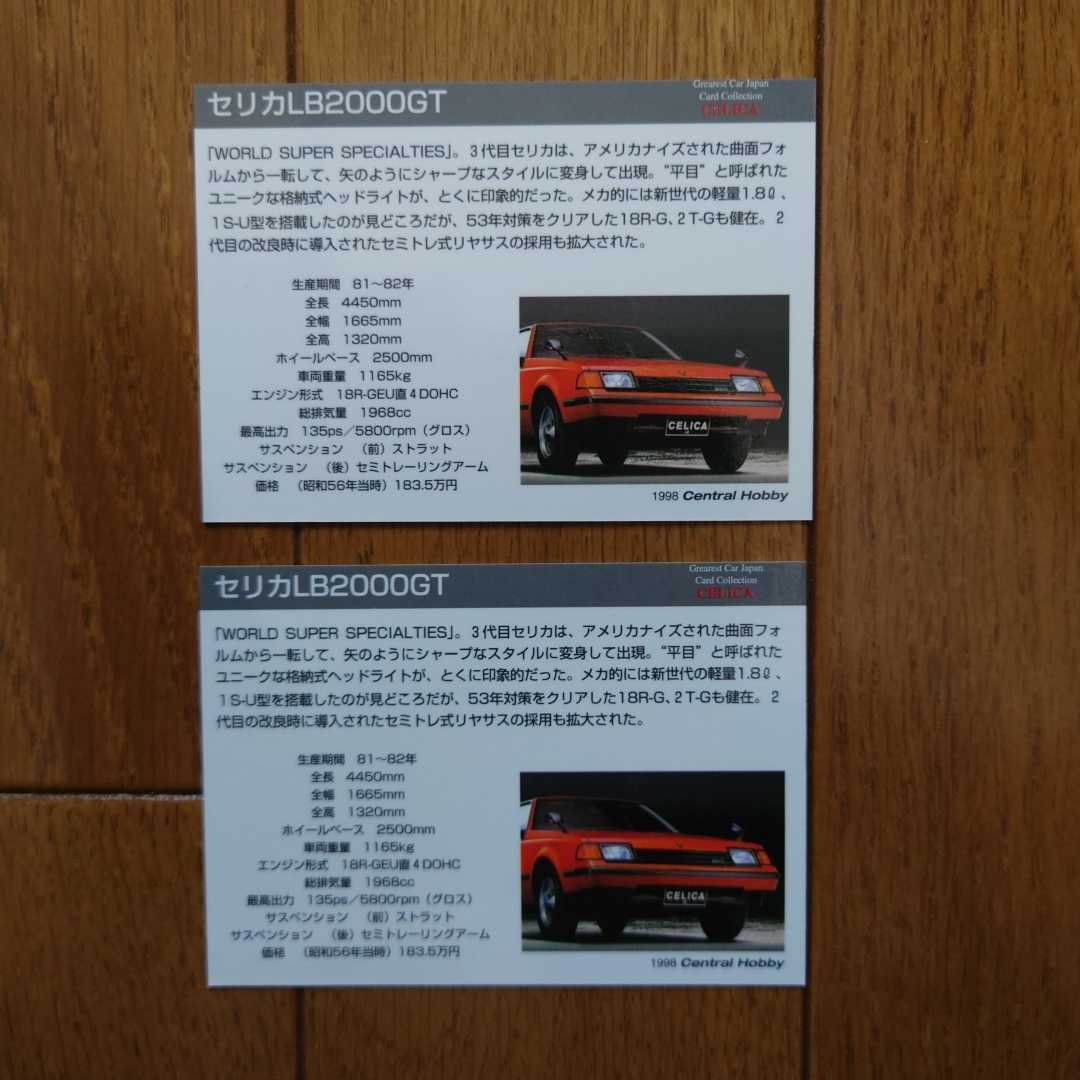 セリカLB2000GT
Grearest Car Japan
Card Collection
CELICA
「WORLD SUPER SPECIALTIES」。3代目セリカは、アメリカナイズされた曲面フォ
ルムから一転して、矢のようにシャープなスタイルに変身して出現。“平目”と呼ばれた
ユニークな格納式ヘッドライトが、とくに印象的だった。メカ的には新世代の軽量1.8ℓ、
1S-U型を搭載したのが見どころだが、53年対策をクリアした18R-G、2T-Gも健在。2
代目の改良時に導入されたセミトレ式リヤサスの採用も拡大された。
生産期間 81〜82年
全長 4450mm
全幅 1665mm
全高 1320mm
ホイールベース 2500mm
車両重量 1165kg
エンジン形式 18R-GEU直4DOHC
総排気量 1968cc
最高出力 135ps／5800rpm（グロス）
サスペンション （前）ストラット
サスペンション （後）セミトレーリングアーム
価格 （昭和56年当時）183.5万円
CELICA
1998 Central Hobby
セリカLB2000GT
Grearest Car Japan
Card Collection
CELICA
「WORLD SUPER SPECIALTIES」。3代目セリカは、アメリカナイズされた曲面フォ
ルムから一転して、矢のようにシャープなスタイルに変身して出現。“平目”と呼ばれた
ユニークな格納式ヘッドライトが、とくに印象的だった。メカ的には新世代の軽量1.8ℓ、
1S-U型を搭載したのが見どころだが、53年対策をクリアした18R-G、2T-Gも健在。2
代目の改良時に導入されたセミトレ式リヤサスの採用も拡大された。
生産期間 81〜82年
全長 4450mm
全幅 1665mm
全高 1320mm
ホイールベース 2500mm
車両重量 1165kg
エンジン形式 18R-GEU直4DOHC
総排気量 1968cc
最高出力 135ps／5800rpm（グロス）
サスペンション （前）ストラット
サスペンション （後）セミトレーリングアーム
価格 （昭和56年当時）183.5万円
CELICA
1998 Central Hobby